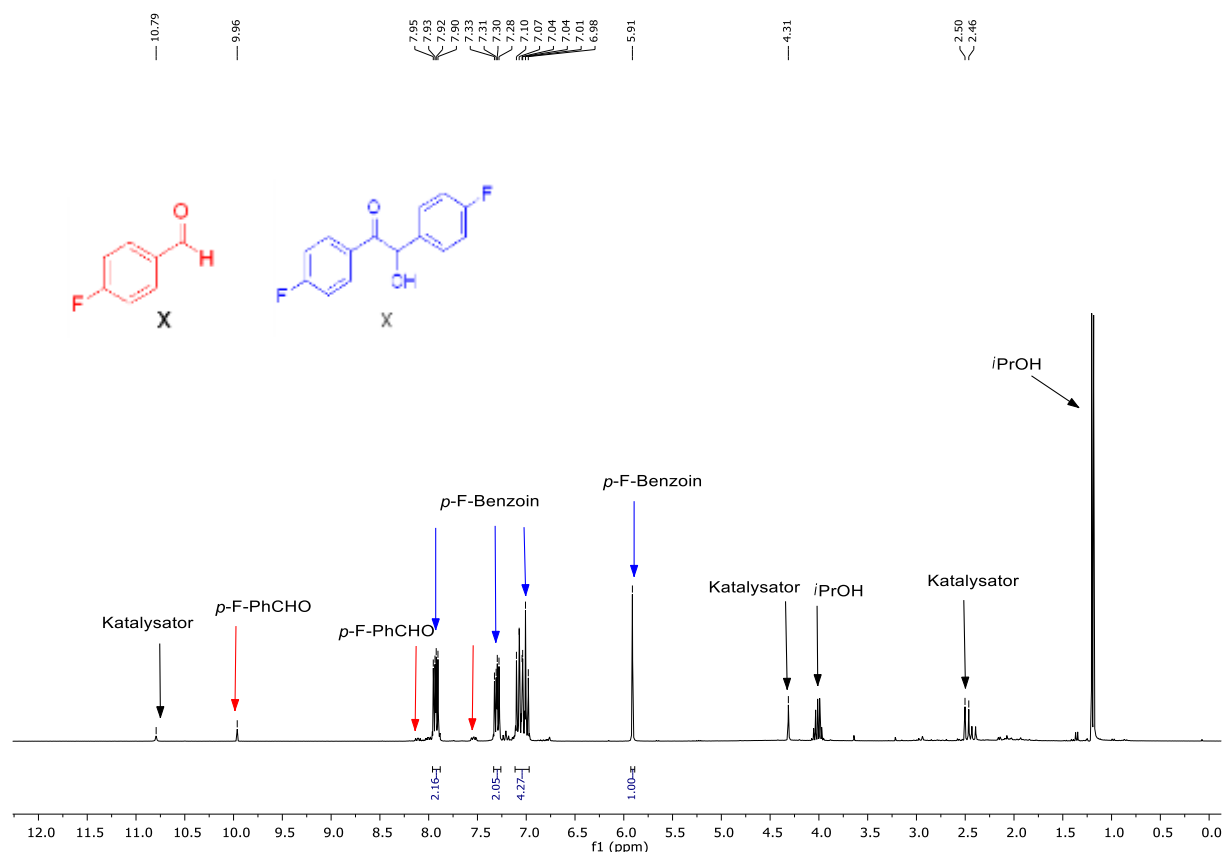 10.79
9.96
7.95
7.93
7.92
7.90
7.33
7.31
7.30
7.28
7.10
7.07
7.04
7.04
7.01
6.98
5.91
4.31
2.50
2.46
O
H
F
X
O
F
OH
F
X
iPrOH
p-F-Benzoin
p-F-Benzoin
Katalysator
iPrOH
Katalysator
p-F-PhCHO
Katalysator
p-F-PhCHO
2.16
2.05
4.27
1.00
12.0 11.5 11.0 10.5 10.0 9.5 9.0 8.5 8.0 7.5 7.0 6.5 6.0 5.5 5.0 4.5 4.0 3.5 3.0 2.5 2.0 1.5 1.0 0.5 0.0
f1 (ppm)